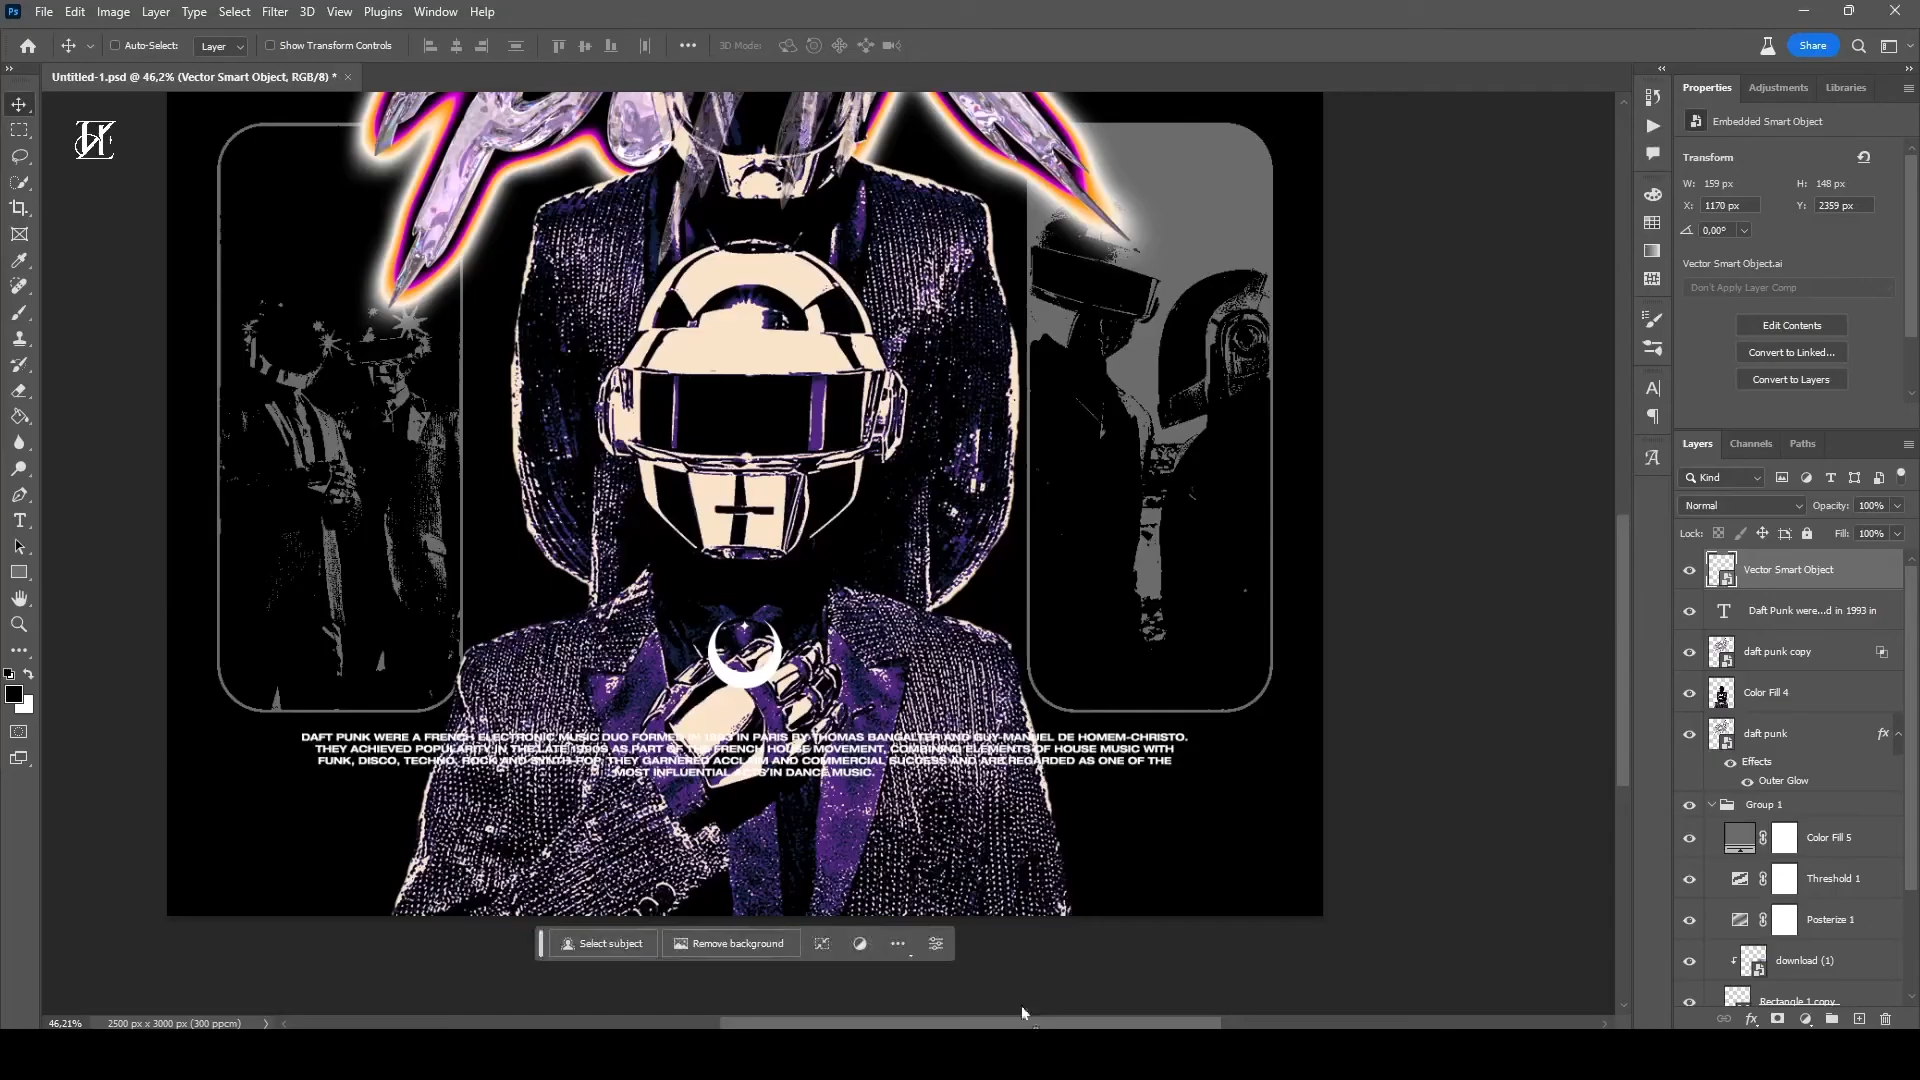 Ps File Edit Image Layer Type Select Filter 3D View Plugins Window Help
Auto-Select: Layer Show Transform Controls 3D Mode: Share
Untitled-1.psd @ 46,2% (Vector Smart Object, RGB/8) *
Properties Adjustments Libraries
Embedded Smart Object
Transform
W: 159 px H: 148 px
X: 1170 px Y: 2359 px
0,00°
Vector Smart Object.ai
Don't Apply Layer Comp
Edit Contents
Convert to Linked...
Convert to Layers
Layers Channels Paths
Kind
Normal Opacity: 100%
Lock: Fill: 100%
Vector Smart Object
T Daft Punk were...d in 1993 in
daft punk copy
Color Fill 4
daft punk fx
Effects
Outer Glow
Group 1
Color Fill 5
Threshold 1
Posterize 1
download (1)
Rectangle 1 copy
DAFT PUNK WERE A FRENCH ELECTRONIC MUSIC DUO FORMED IN 1993 IN PARIS BY THOMAS BANGALTER AND GUY-MANUEL DE HOMEM-CHRISTO.
THEY ACHIEVED POPULARITY IN THE LATE 1990S AS PART OF THE FRENCH HOUSE MOVEMENT, COMBINING ELEMENTS OF HOUSE MUSIC WITH
FUNK, DISCO, TECHNO, ROCK AND SYNTH-POP. THEY GARNERED ACCLAIM AND COMMERCIAL SUCCESS AND ARE REGARDED AS ONE OF THE
MOST INFLUENTIAL ACTS IN DANCE MUSIC.
Select subject Remove background
46,21% 2500 px x 3000 px (300 ppcm)